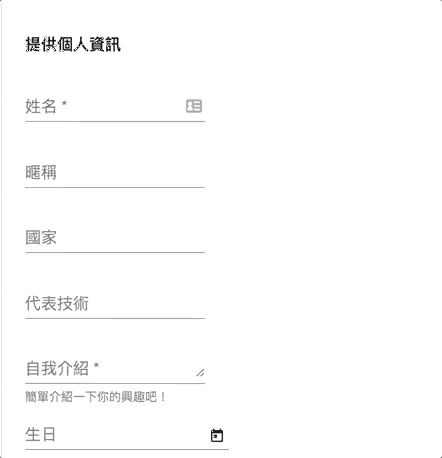 提供個人資訊
姓名 *
暱稱
國家
代表技術
自我介紹 *
簡單介紹一下你的興趣吧！
生日